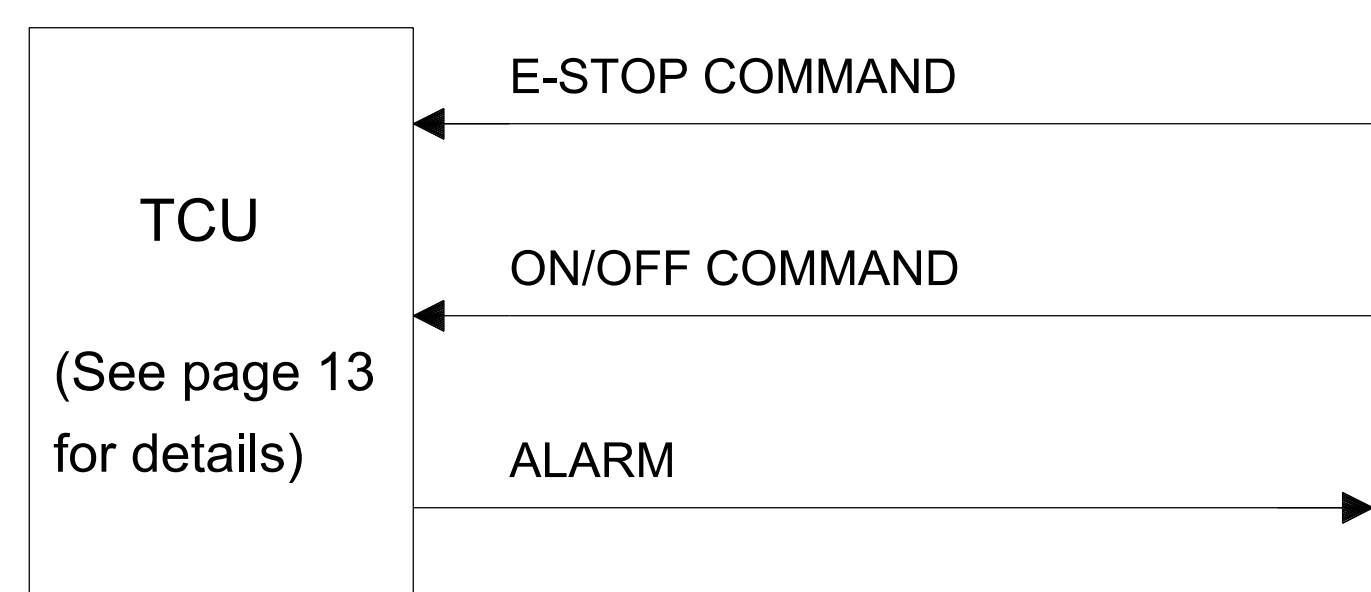 E-STOP COMMAND
TCU
ON/OFF COMMAND
(See page 13
for details)
ALARM